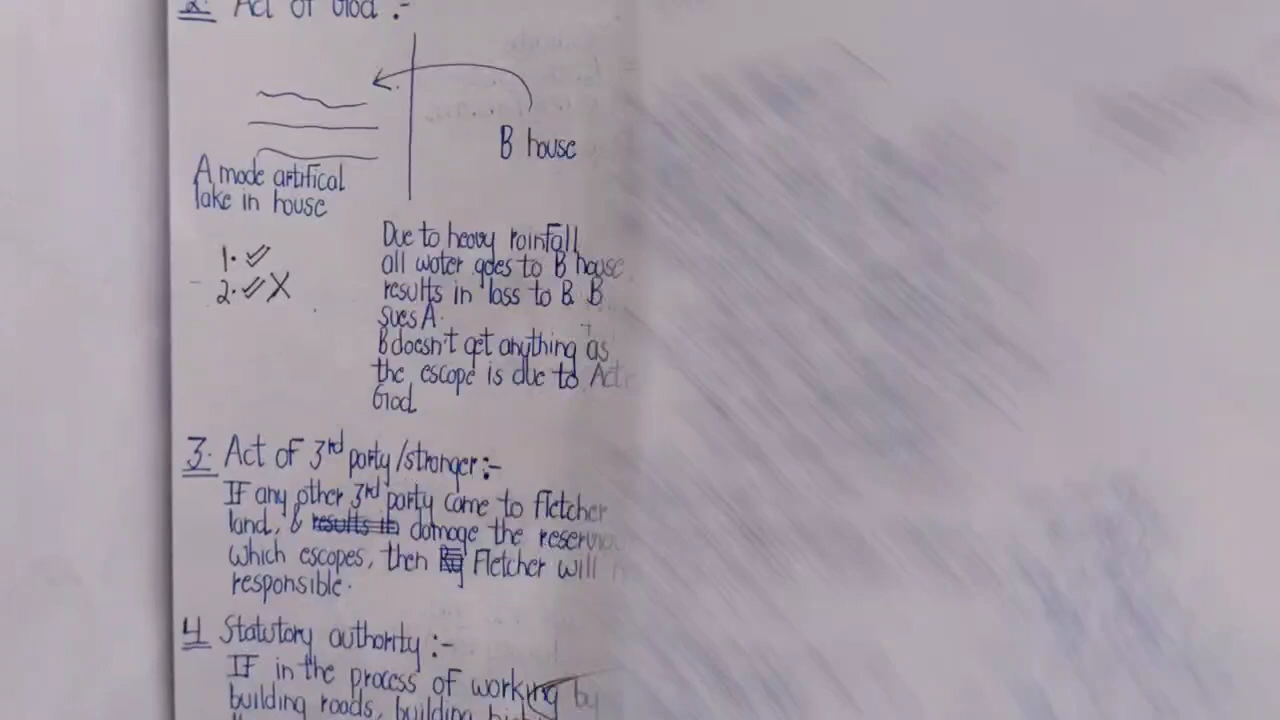 2. Act of God :-
B house
A made artifical
lake in house
1. ✓
2. ✓ X
Due to heavy rainfall
all water goes to B house
results in loss to B. B
sues A.
B doesn't get anything as
the escape is due to Act
God.
3. Act of 3rd party/stranger:-
If any other 3rd party came to Fletcher
land, & results in damage the
which escapes, then Fletcher will
responsible.
4 Statutory authority :-
If in the process of working by
building roads, building